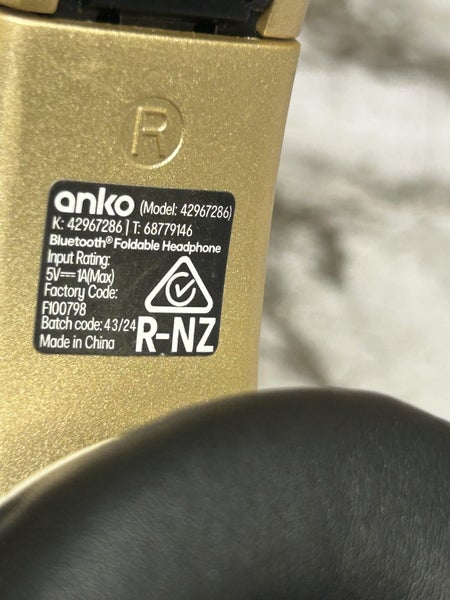 R
anko (Model: 42967286)
K: 42967286 | T: 68779146
Bluetooth® Foldable Headphone
Input Rating:
5V⎓1A(Max)
Factory Code:
F100798
Batch code: 43/24
Made in China
R-NZ